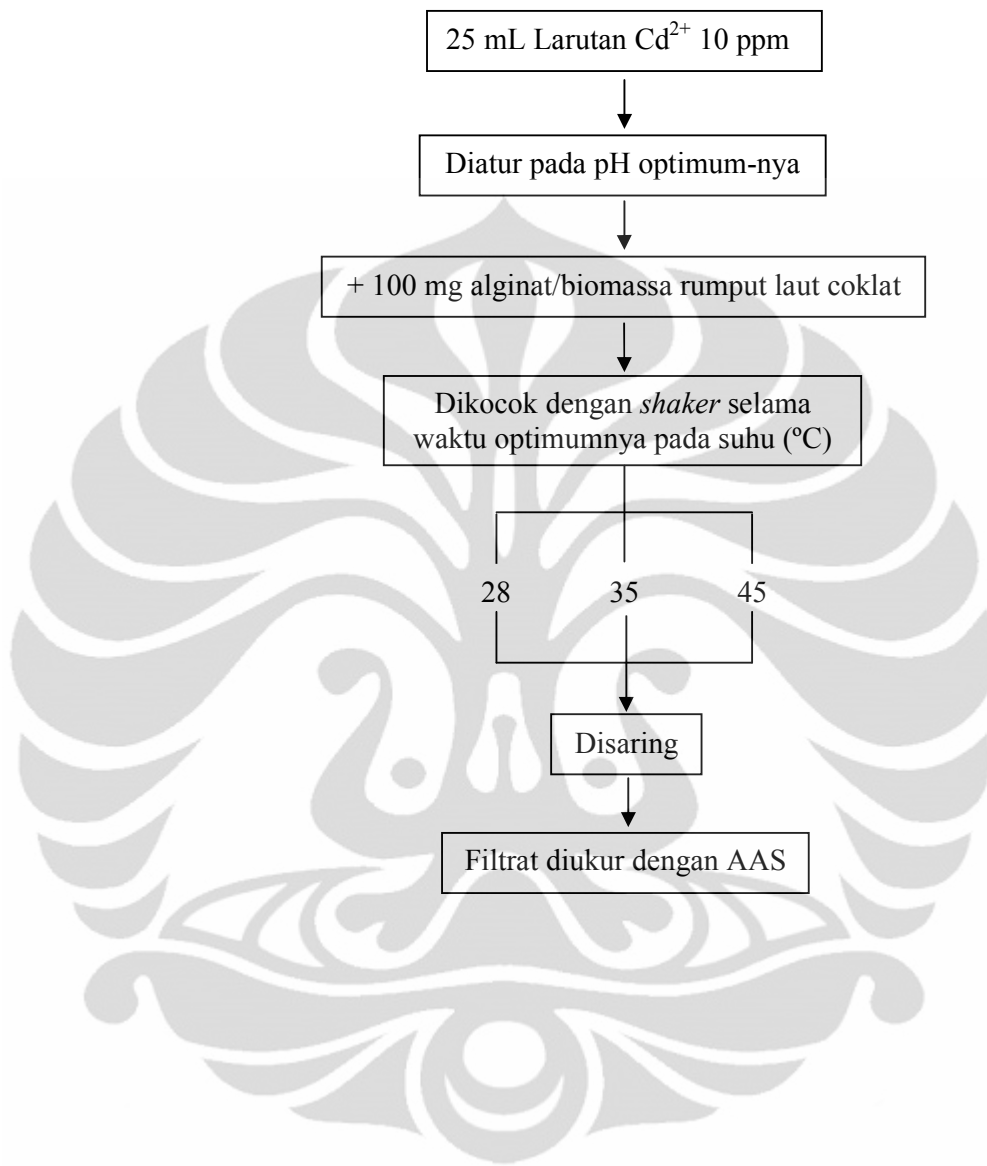 25 mL Larutan Cd²⁺ 10 ppm
Diatur pada pH optimum-nya
+ 100 mg alginat/biomassa rumput laut coklat
Dikocok dengan shaker selama
waktu optimumnya pada suhu (ºC)
28 35 45
Disaring
Filtrat diukur dengan AAS